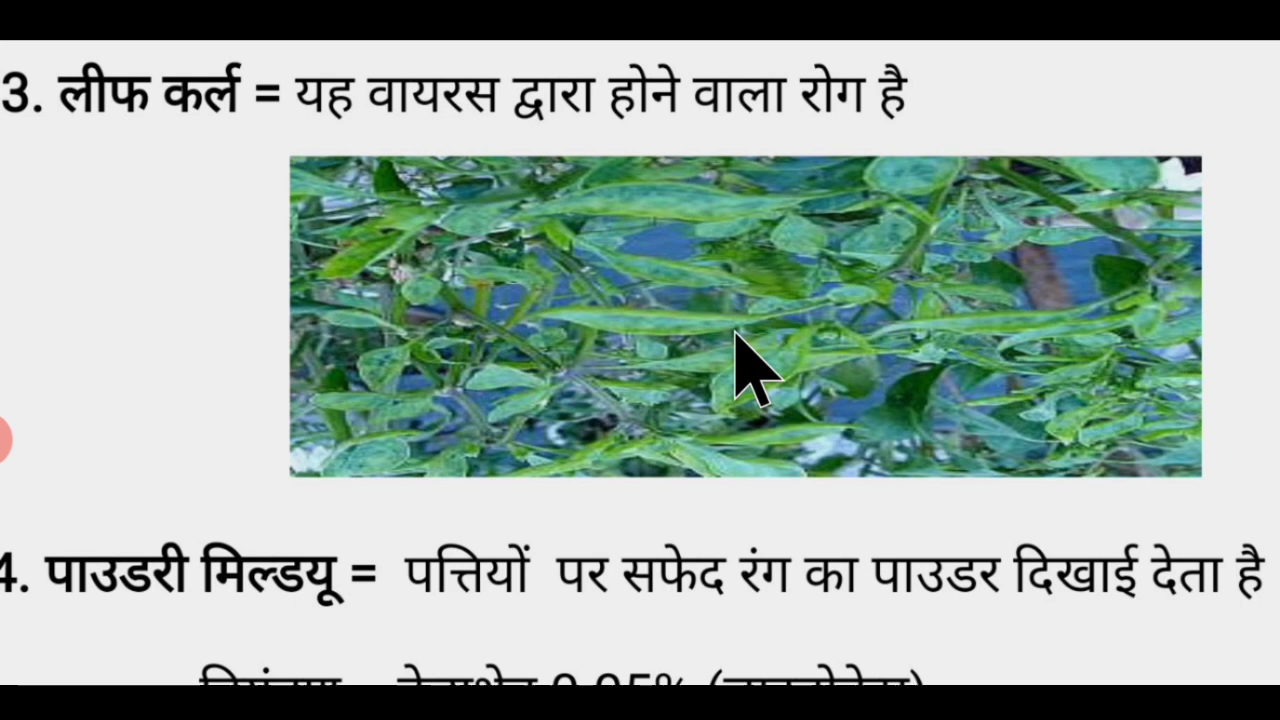 3. लीफ कर्ल = यह वायरस द्वारा होने वाला रोग है
4. पाउडरी मिल्डयू = पत्तियों पर सफेद रंग का पाउडर दिखाई देता है